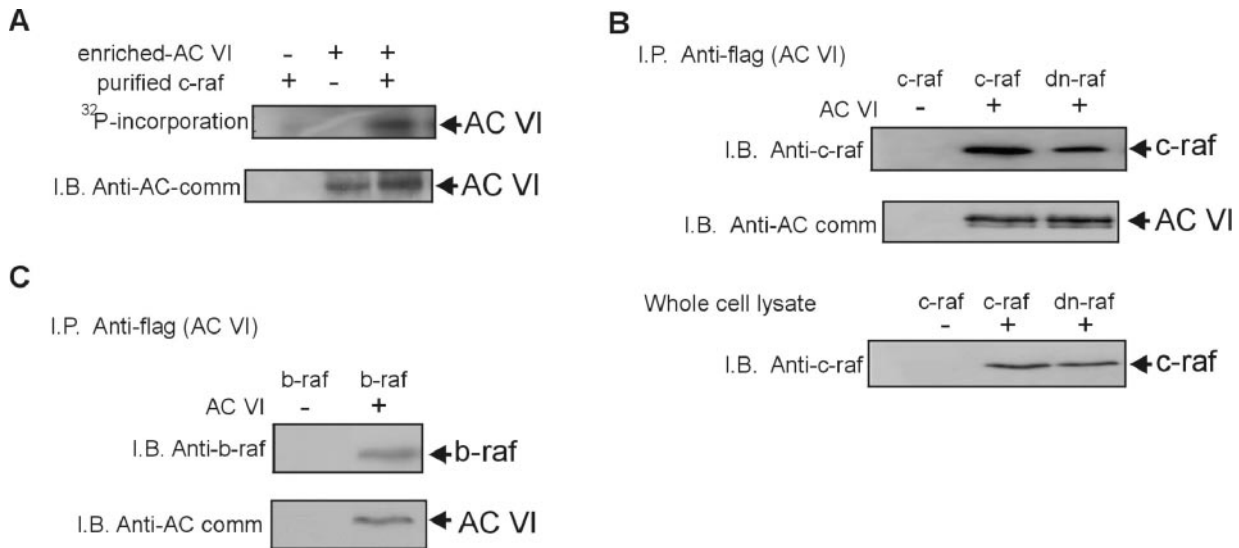 A
enriched-AC VI - + +
purified c-raf + - +
32P-incorporation AC VI
I.B. Anti-AC-comm AC VI
B
I.P. Anti-flag (AC VI)
c-raf c-raf dn-raf
AC VI - + +
I.B. Anti-c-raf c-raf
I.B. Anti-AC comm AC VI
Whole cell lysate c-raf c-raf dn-raf
- + +
I.B. Anti-c-raf c-raf
C
I.P. Anti-flag (AC VI)
b-raf b-raf
AC VI - +
I.B. Anti-b-raf b-raf
I.B. Anti-AC comm AC VI